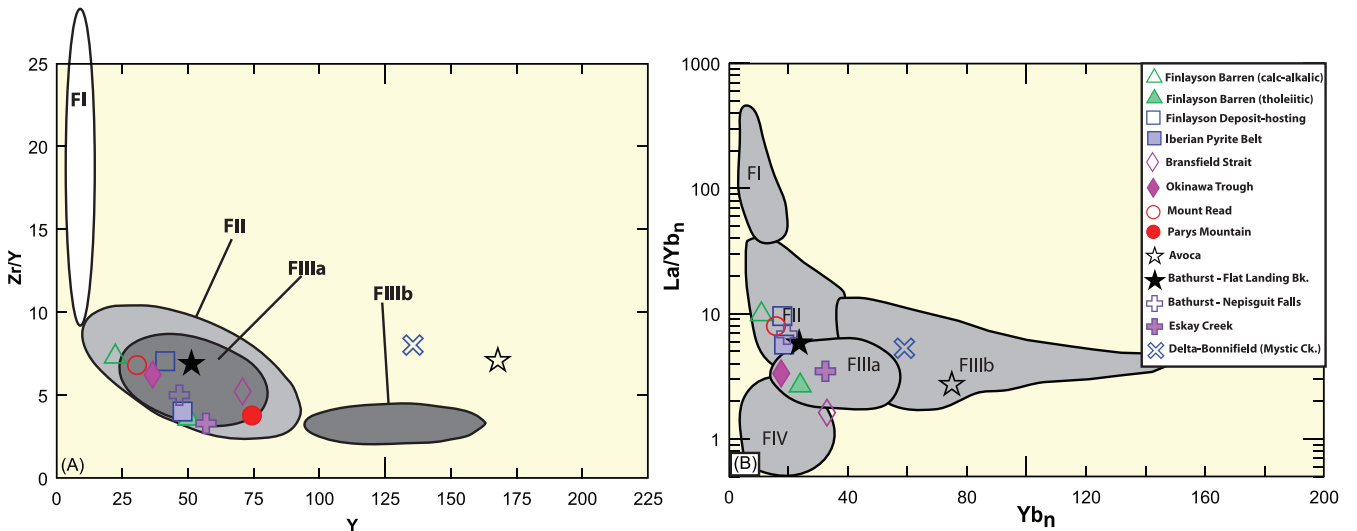 25
20
15
10
5
0
Zr/Y
FI
FII
FIIIa
FIIIb
(A)
0 25 50 75 100 125 150 175 200 225
Y
1000
100
10
1
La/Ybn
FI
FII
FIIIa
FIIIb
FIV
(B)
0 40 80 120 160 200
Ybn
Finlayson Barren (calc-alkalic)
Finlayson Barren (tholeiitic)
Finlayson Deposit-hosting
Iberian Pyrite Belt
Bransfield Strait
Okinawa Trough
Mount Read
Parys Mountain
Avoca
Bathurst - Flat Landing Bk.
Bathurst - Nepisguit Falls
Eskay Creek
Delta-Bonnifield (Mystic Ck.)